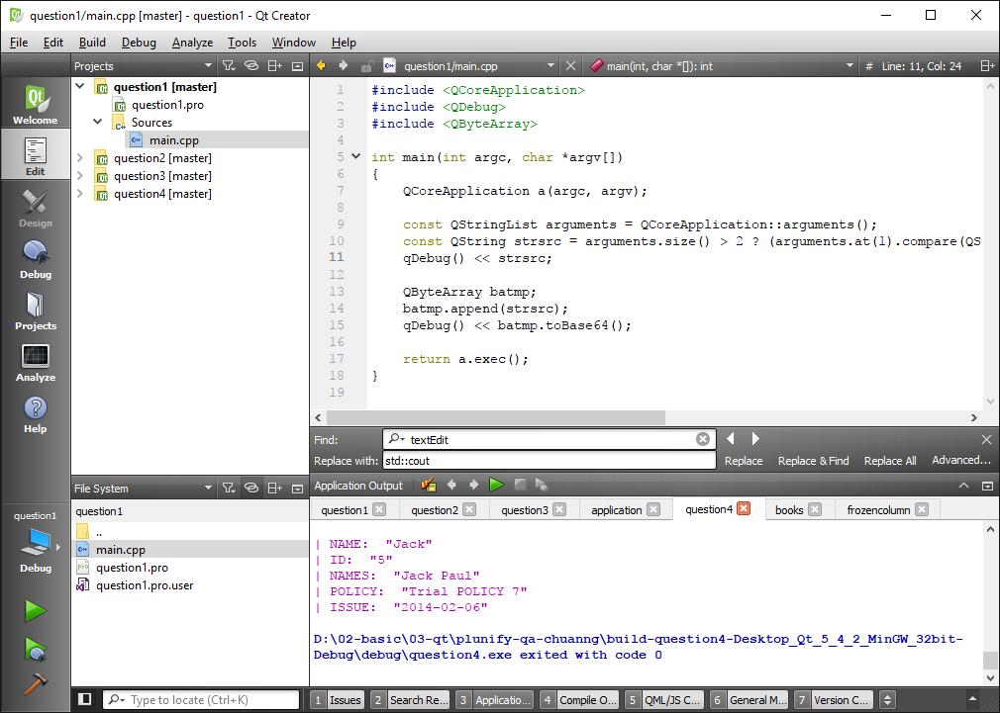 question1/main.cpp [master] - question1 - Qt Creator
File Edit Build Debug Analyze Tools Window Help
Projects
question1/main.cpp
main(int, char *[]): int
# Line: 11, Col: 24
Welcome
Edit
Design
Debug
Projects
Analyze
Help
question1 [master]
question1.pro
Sources
main.cpp
question2 [master]
question3 [master]
question4 [master]
1 #include <QCoreApplication>
2 #include <QDebug>
3 #include <QByteArray>
4
5 int main(int argc, char *argv[])
6 {
7 QCoreApplication a(argc, argv);
8
9 const QStringList arguments = QCoreApplication::arguments();
10 const QString strsrc = arguments.size() > 2 ? (arguments.at(1).compare(QS
11 qDebug() << strsrc;
12
13 QByteArray batmp;
14 batmp.append(strsrc);
15 qDebug() << batmp.toBase64();
16
17 return a.exec();
18 }
19
Find: textEdit
Replace with: std::cout
Replace Replace & Find Replace All Advanced...
File System
question1
..
main.cpp
question1.pro
question1.pro.user
question1
Debug
Application Output
question1 question2 question3 application question4 books frozencolumn
| NAME: "Jack"
| ID: "5"
| NAMES: "Jack Paul"
| POLICY: "Trial POLICY 7"
| ISSUE: "2014-02-06"
D:\02-basic\03-qt\plunify-qa-chuanng\build-question4-Desktop_Qt_5_4_2_MinGW_32bit-
Debug\debug\question4.exe exited with code 0
Type to locate (Ctrl+K)
1 Issues 2 Search Re... 3 Applicatio... 4 Compile O... 5 QML/JS C... 6 General M... 7 Version C...